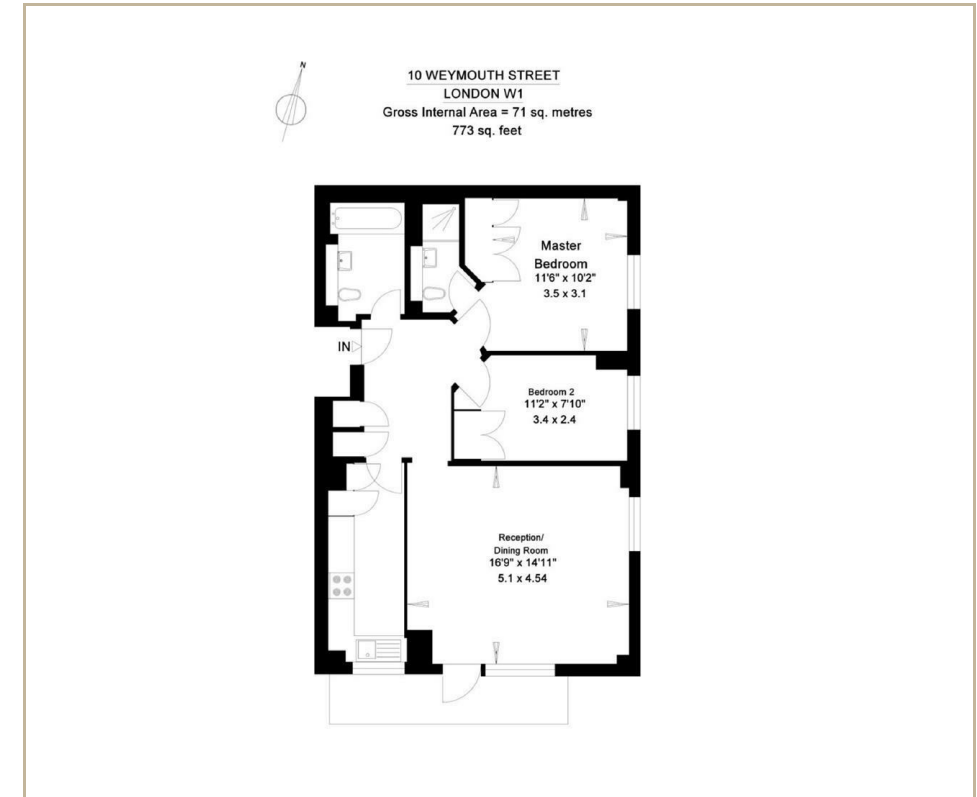 N
10 WEYMOUTH STREET
LONDON W1
Gross Internal Area = 71 sq. metres
773 sq. feet
Master
Bedroom
11'6" x 10'2"
3.5 x 3.1
IN
Bedroom 2
11'2" x 7'10"
3.4 x 2.4
Reception/
Dining Room
16'9" x 14'11"
5.1 x 4.54